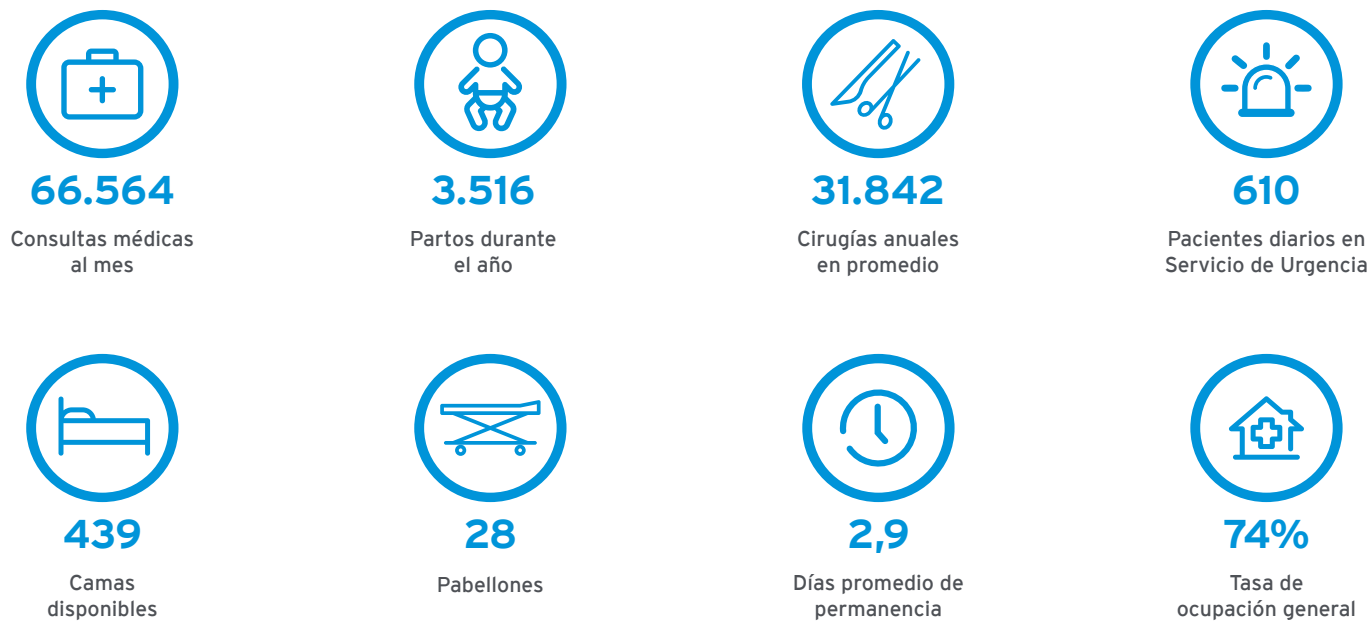 66.564
Consultas médicas
al mes
3.516
Partos durante
el año
31.842
Cirugías anuales
en promedio
610
Pacientes diarios en
Servicio de Urgencia
439
Camas
disponibles
28
Pabellones
2,9
Días promedio de
permanencia
74%
Tasa de
ocupación general